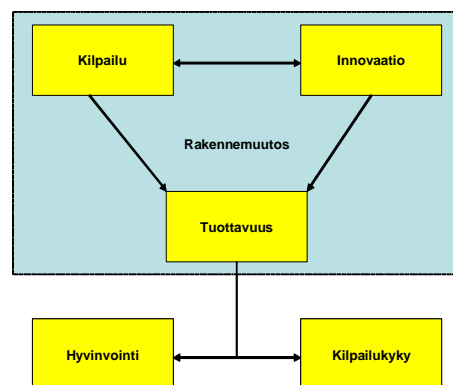 Kilpailu
Innovaatio
Rakennemuutos
Tuottavuus
Hyvinvointi
Kilpailukyky